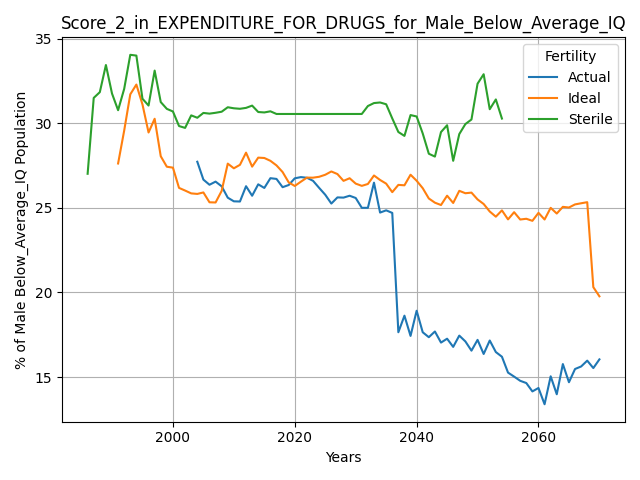 Score_2_in_EXPENDITURE_FOR_DRUGS_for_Male_Below_Average_IQ
% of Male Below_Average_IQ Population
35
30
25
20
15
Fertility
Actual
Ideal
Sterile
2000 2020 2040 2060
Years